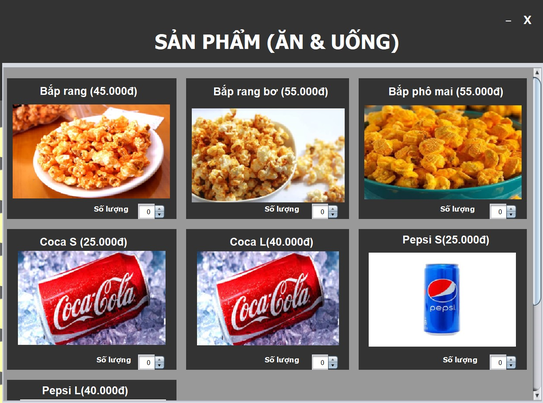 – X
SẢN PHẨM (ĂN & UỐNG)
Bắp rang (45.000đ)
Số lượng 0
Bắp rang bơ (55.000đ)
Số lượng 0
Bắp phô mai (55.000đ)
Số lượng 0
Coca S (25.000đ)
Coca-Cola
Số lượng 0
Coca L(40.000đ)
Coca-Cola
Số lượng 0
Pepsi S(25.000đ)
pepsi
Số lượng 0
Pepsi L(40.000đ)